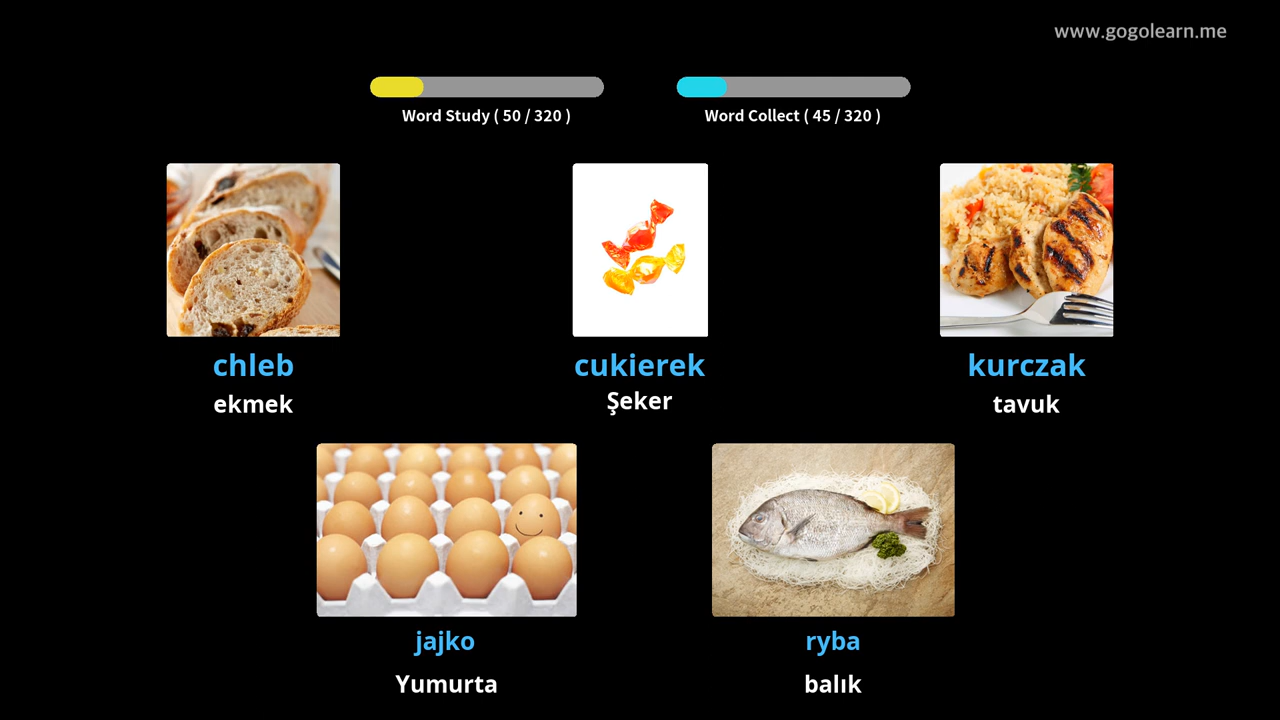 www.gogolearn.me
Word Study ( 50 / 320 )
Word Collect ( 45 / 320 )
chleb
cukierek
kurczak
ekmek
Şeker
tavuk
jajko
ryba
Yumurta
balık